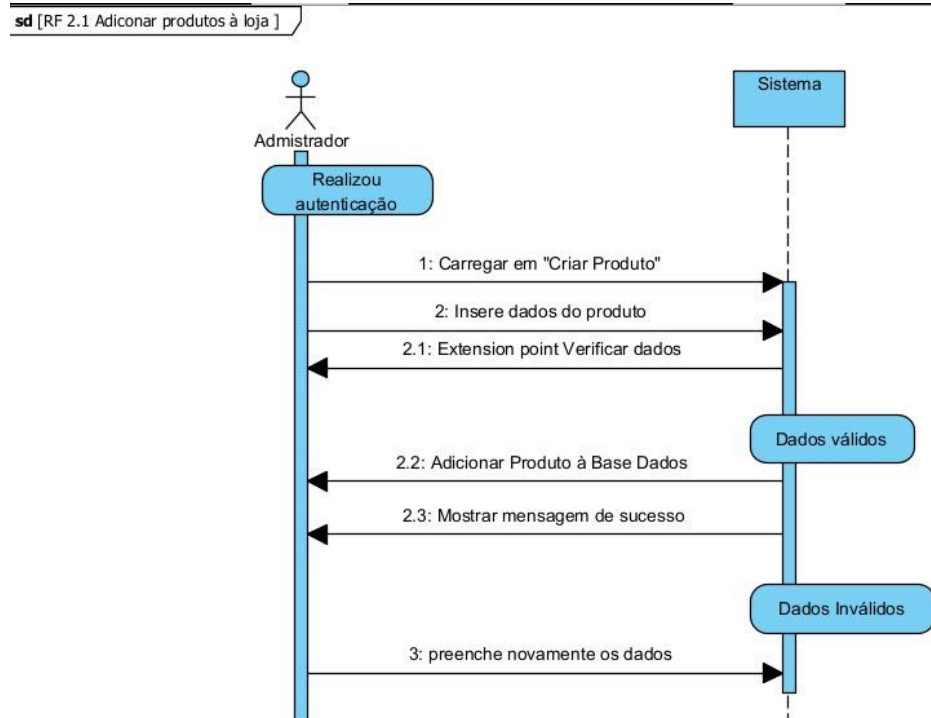 sd [RF 2.1 Adiconar produtos à loja ]
Sistema
Admistrador
Realizou
autenticação
1: Carregar em "Criar Produto"
2: Insere dados do produto
2.1: Extension point Verificar dados
Dados válidos
2.2: Adicionar Produto à Base Dados
2.3: Mostrar mensagem de sucesso
Dados Inválidos
3: preenche novamente os dados